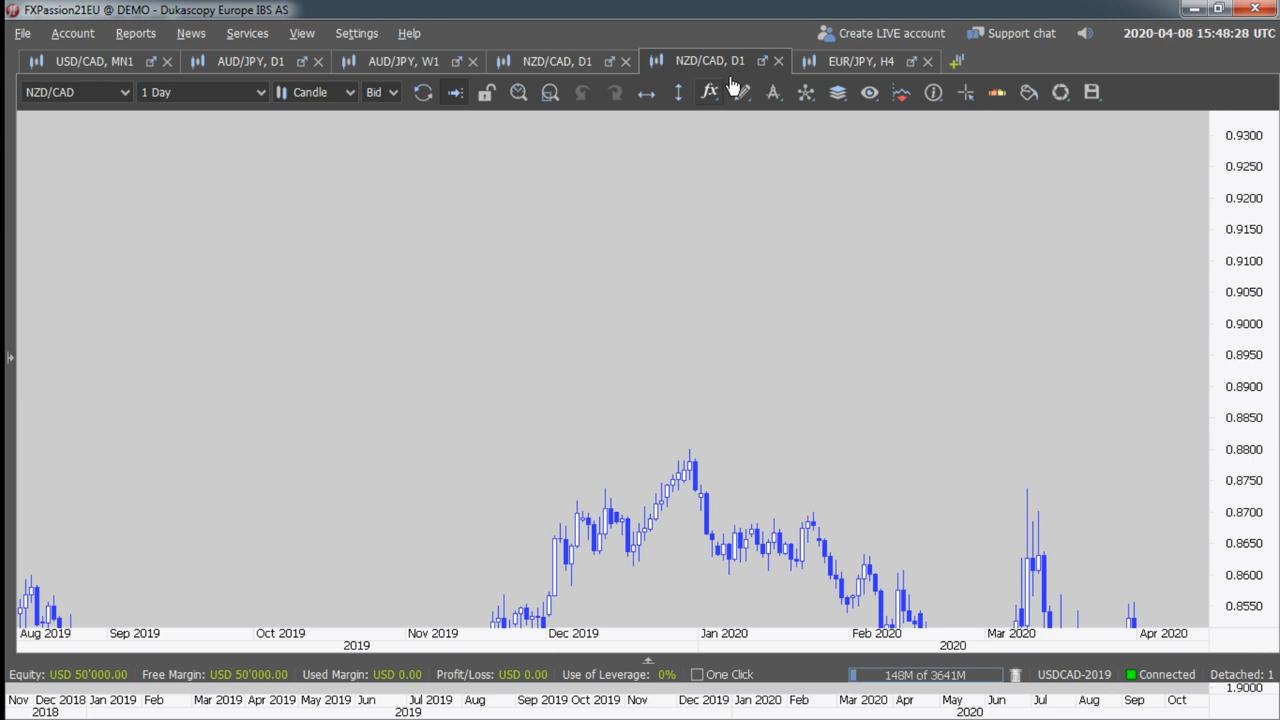 FXPassion21EU @ DEMO - Dukascopy Europe IBS AS
File Account Reports News Services View Settings Help Create LIVE account Support chat 2020-04-08 15:48:28 UTC
USD/CAD, MN1 AUD/JPY, D1 AUD/JPY, W1 NZD/CAD, D1 NZD/CAD, D1 EUR/JPY, H4
NZD/CAD 1 Day Candle Bid fx
0.9300
0.9250
0.9200
0.9150
0.9100
0.9050
0.9000
0.8950
0.8900
0.8850
0.8800
0.8750
0.8700
0.8650
0.8600
0.8550
Aug 2019 Sep 2019 Oct 2019 Nov 2019 Dec 2019 Jan 2020 Feb 2020 Mar 2020 Apr 2020
2019 2020
Equity: USD 50'000.00 Free Margin: USD 50'000.00 Used Margin: USD 0.00 Profit/Loss: USD 0.00 Use of Leverage: 0% One Click 148M of 3641M USDCAD-2019 Connected Detached: 1
1.9000
Nov Dec 2018 Jan 2019 Feb Mar 2019 Apr 2019 May 2019 Jun Jul 2019 Aug Sep 2019 Oct 2019 Nov Dec 2019 Jan 2020 Feb Mar 2020 Apr May Jun Jul Aug Sep Oct
2018 2019 2020